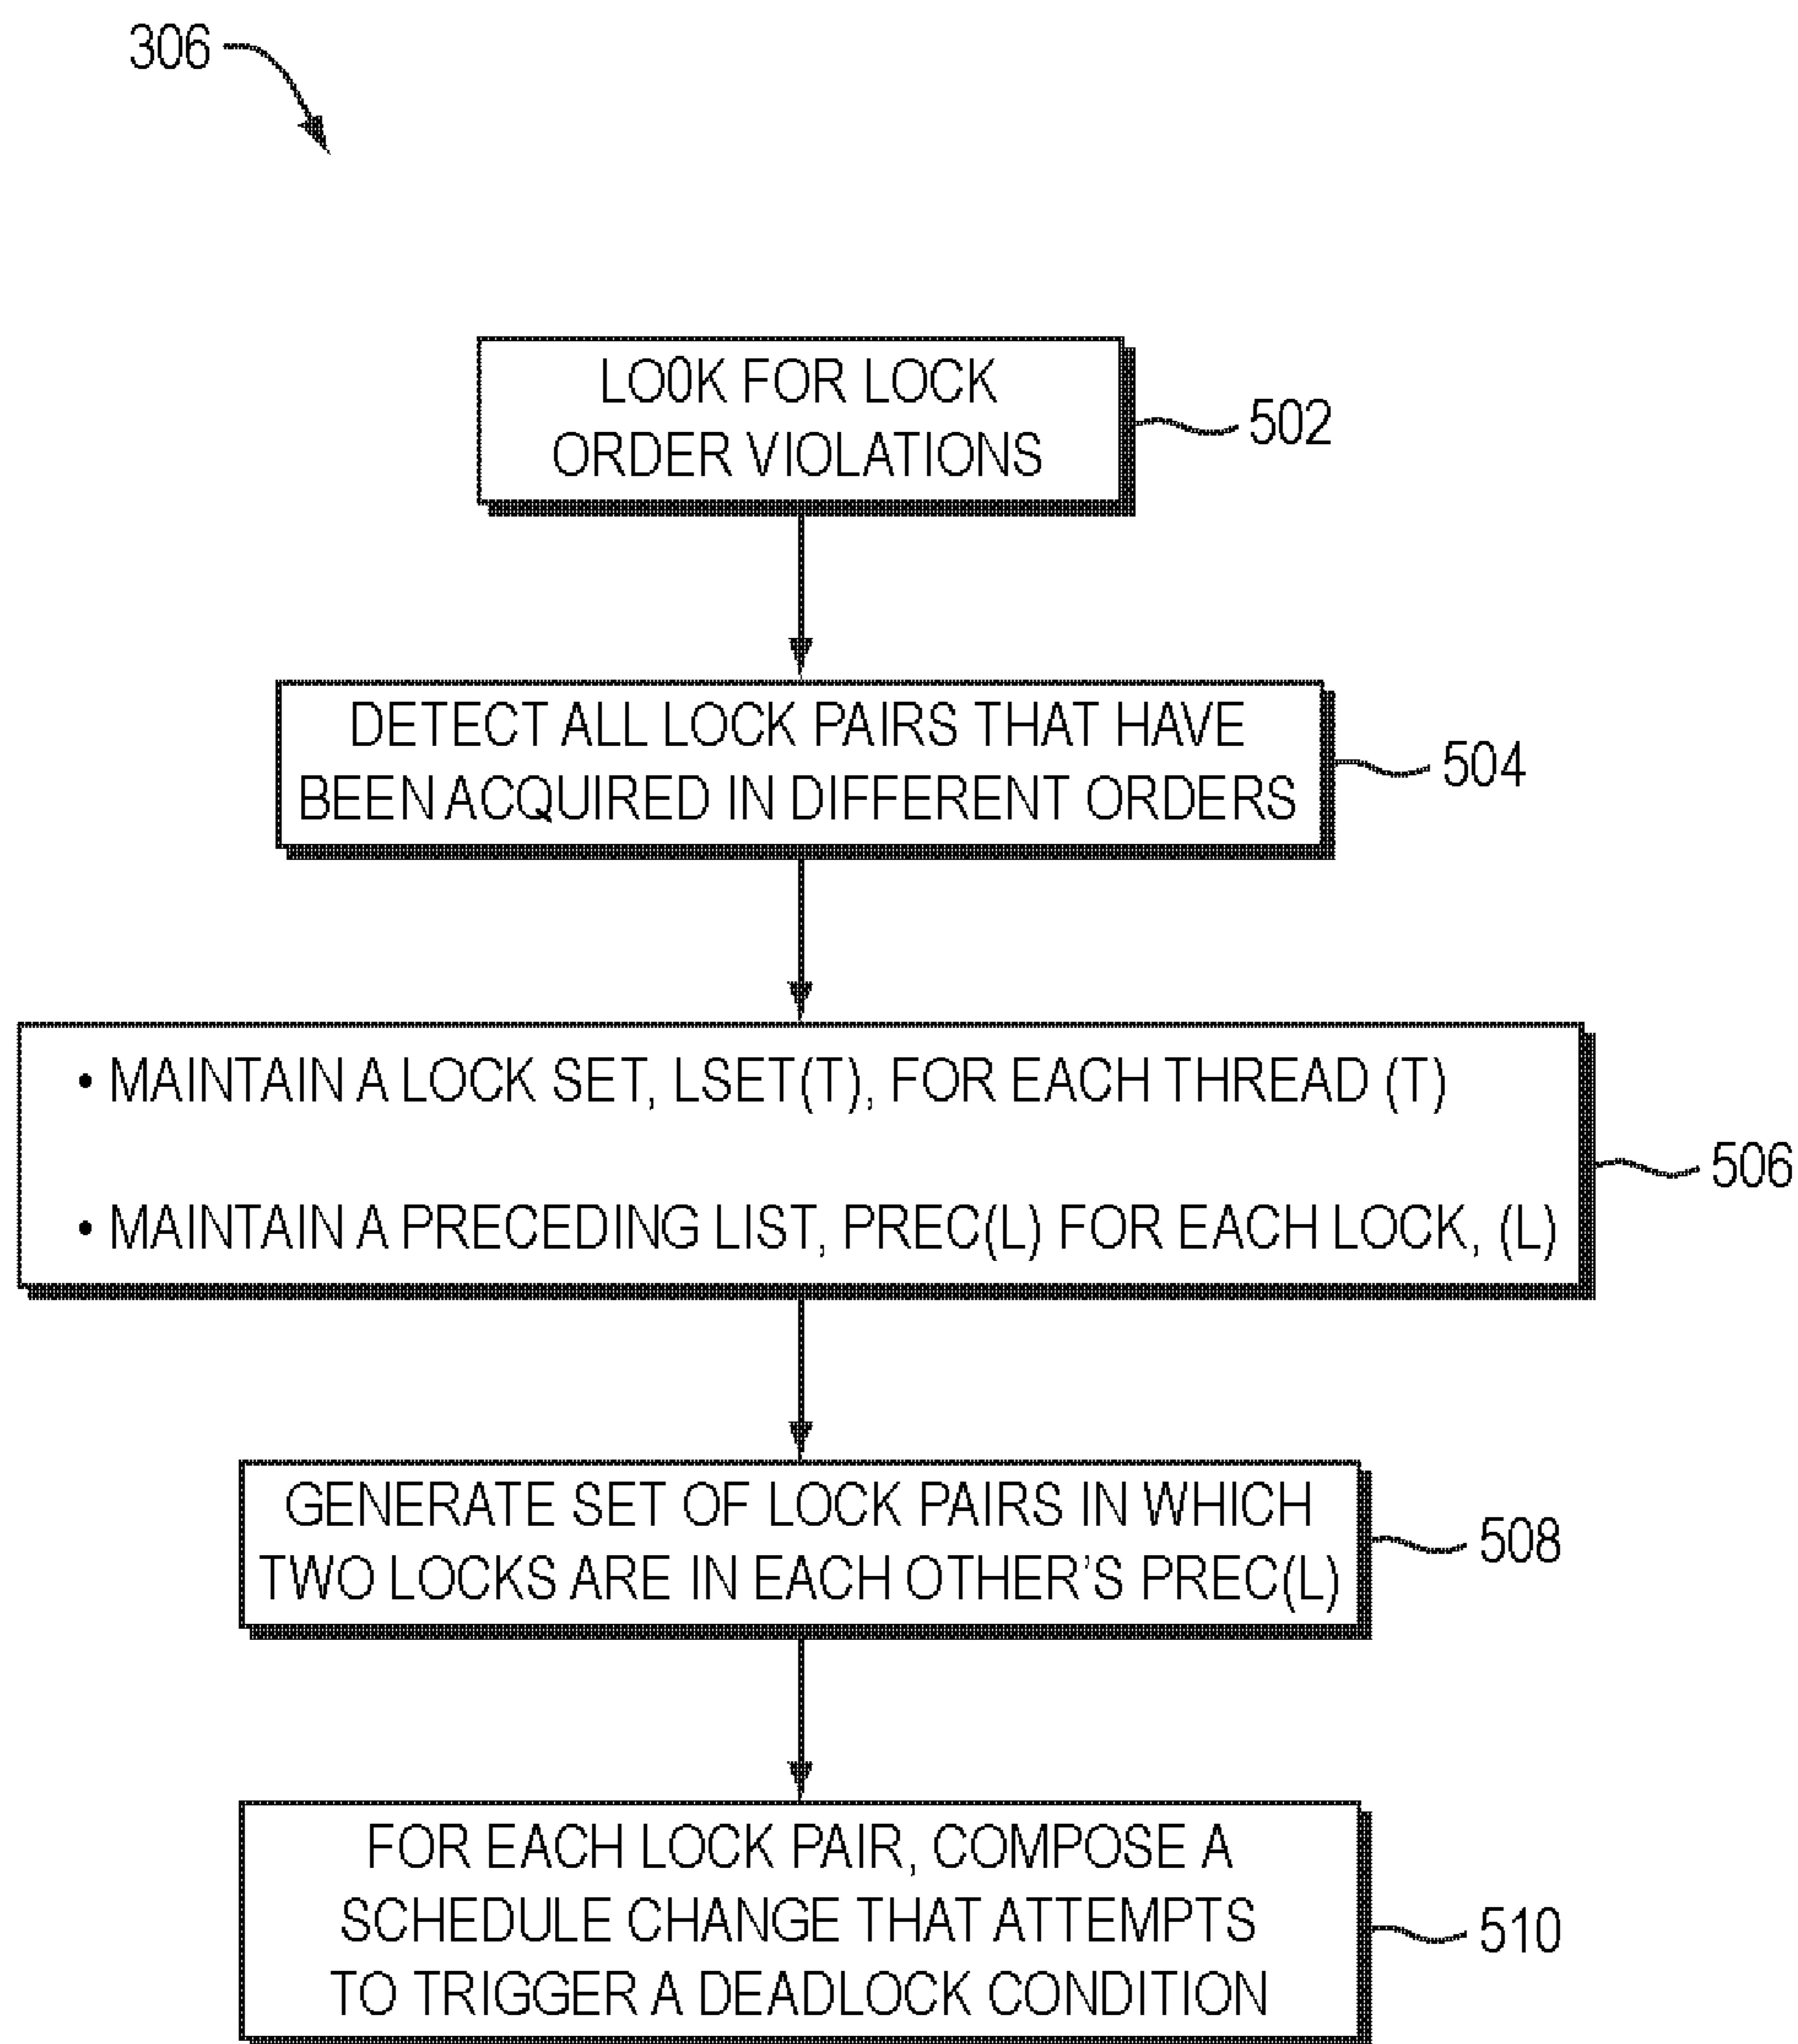 306
LOOK FOR LOCK
ORDER VIOLATIONS
502
DETECT ALL LOCK PAIRS THAT HAVE
BEEN ACQUIRED IN DIFFERENT ORDERS
504
• MAINTAIN A LOCK SET, LSET(T), FOR EACH THREAD (T)
• MAINTAIN A PRECEDING LIST, PREC(L) FOR EACH LOCK, (L)
506
GENERATE SET OF LOCK PAIRS IN WHICH
TWO LOCKS ARE IN EACH OTHER'S PREC(L)
508
FOR EACH LOCK PAIR, COMPOSE A
SCHEDULE CHANGE THAT ATTEMPTS
TO TRIGGER A DEADLOCK CONDITION
510